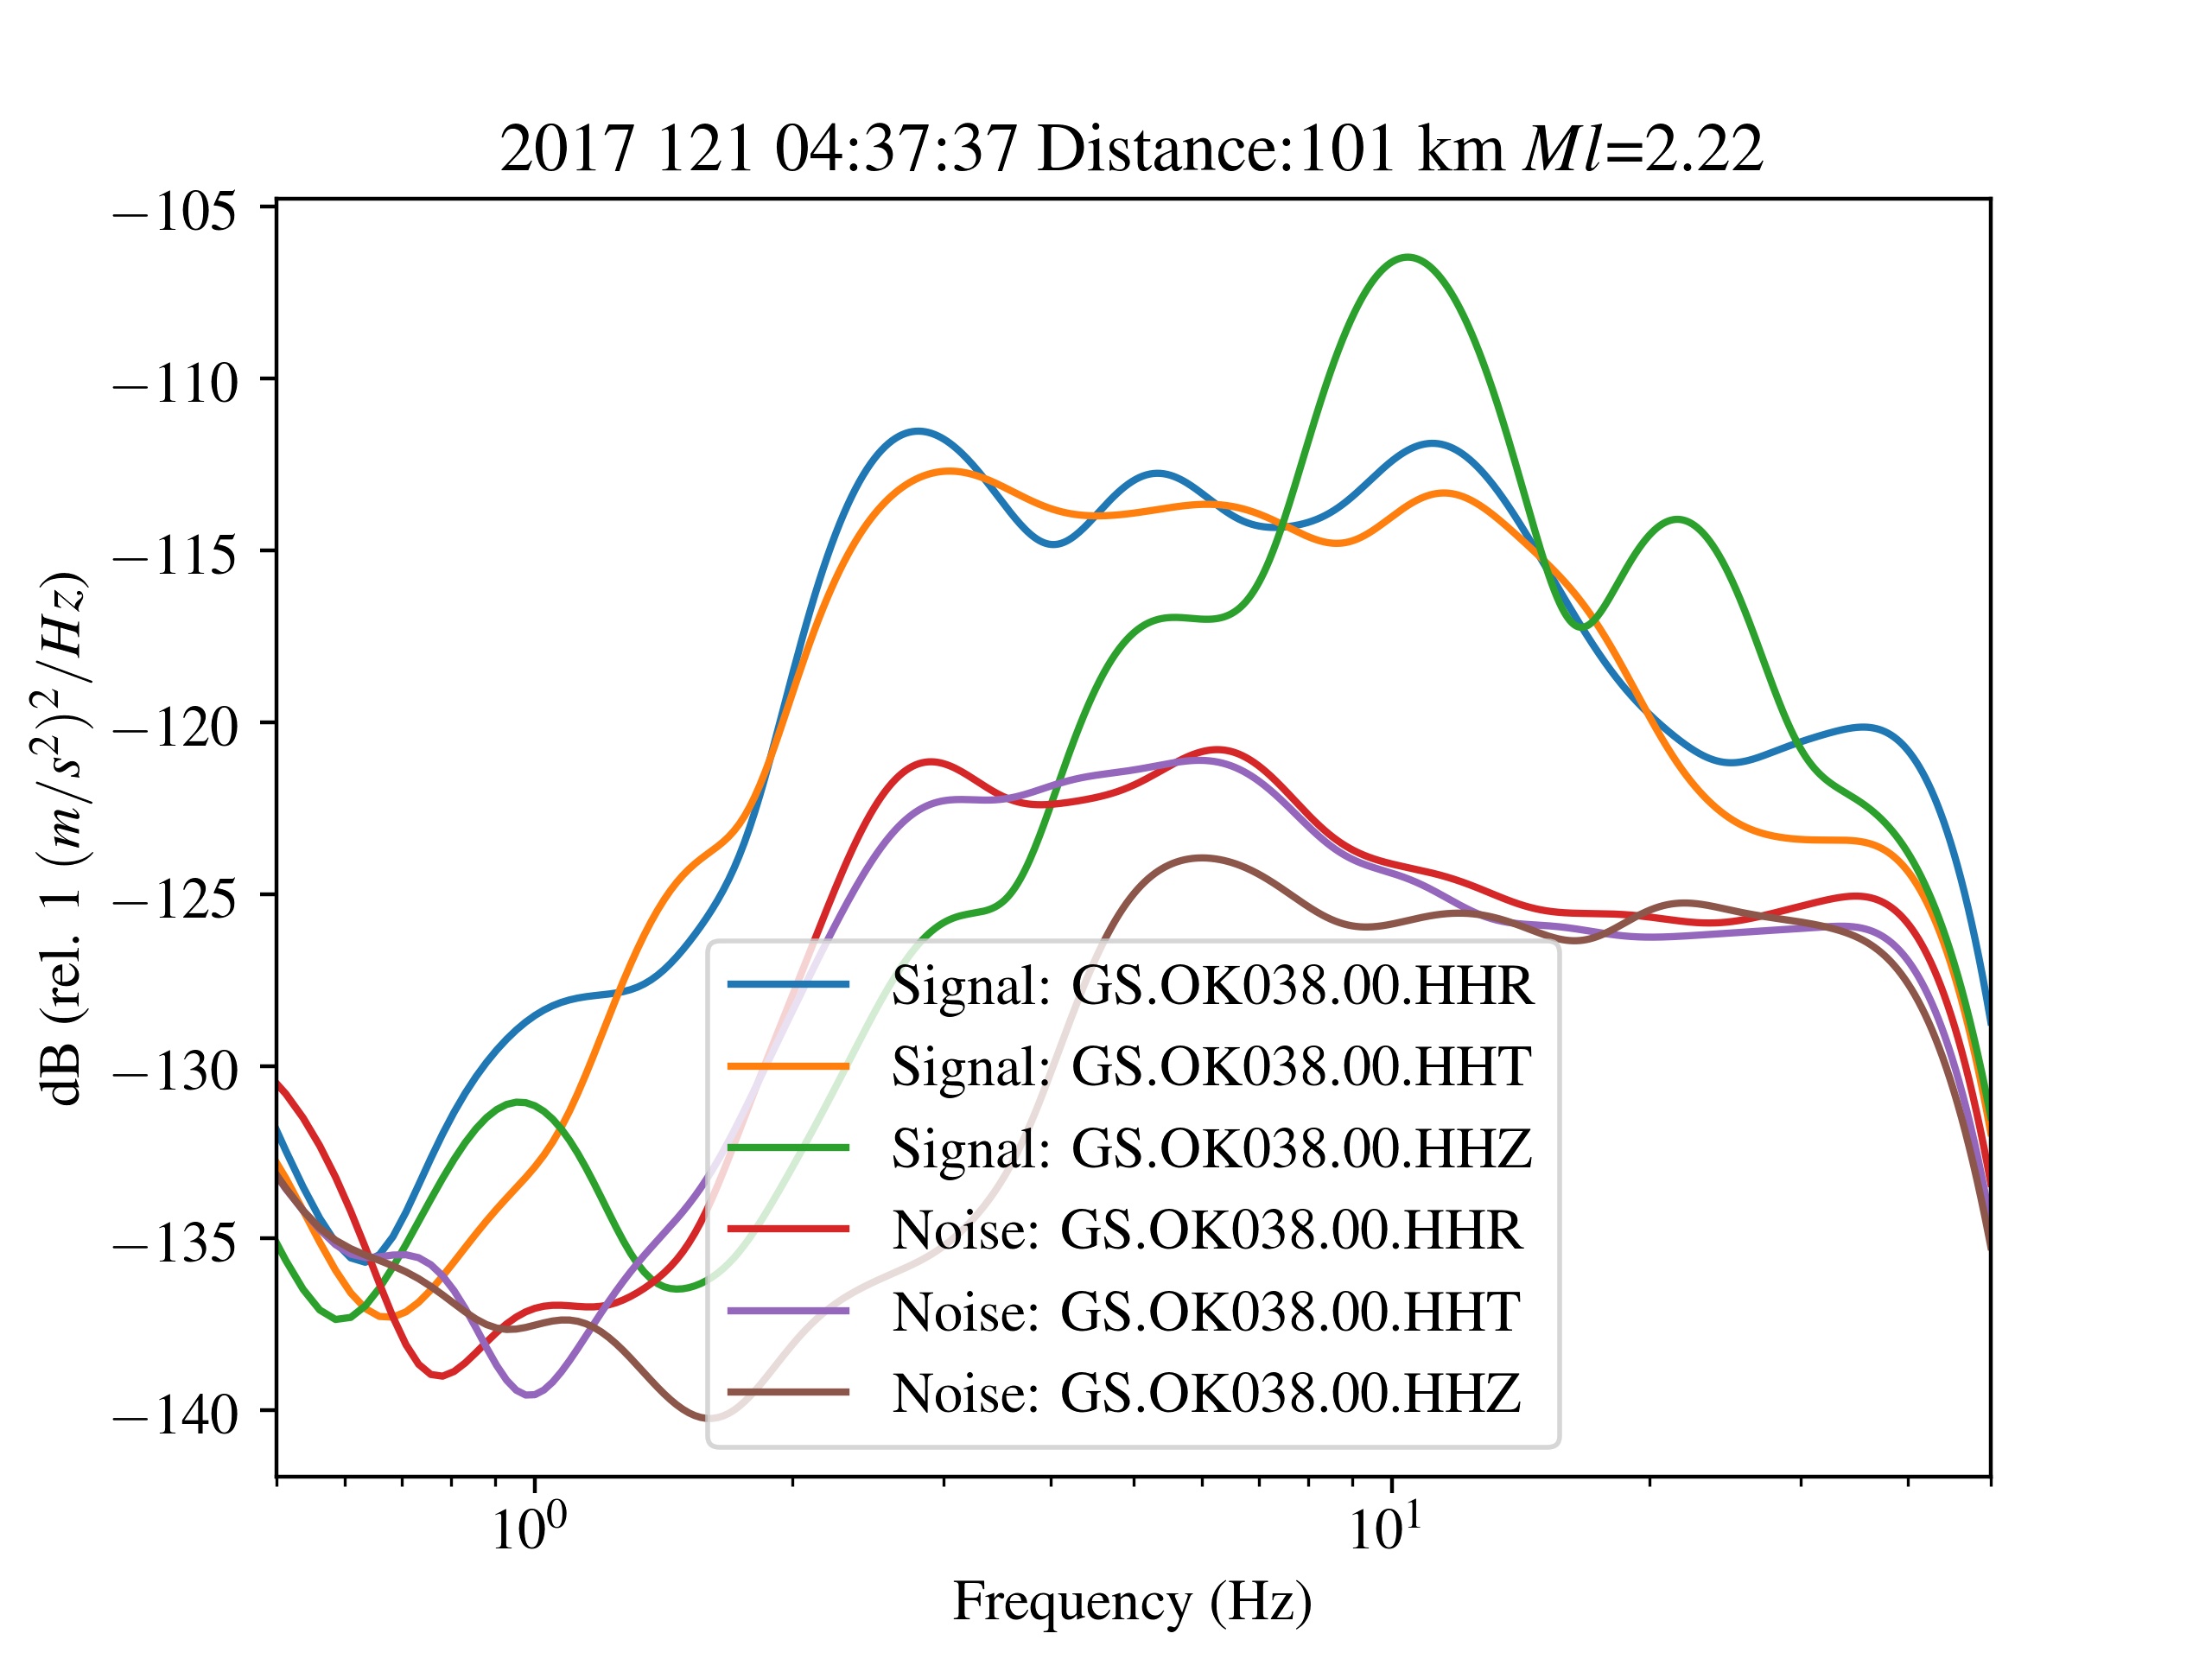 2017 121 04:37:37 Distance:101 km Ml=2.22
−105
−110
−115
−120
−125
−130
−135
−140
dB (rel. 1 (m/s²)²/Hz)
Signal: GS.OK038.00.HHR
Signal: GS.OK038.00.HHT
Signal: GS.OK038.00.HHZ
Noise: GS.OK038.00.HHR
Noise: GS.OK038.00.HHT
Noise: GS.OK038.00.HHZ
10⁰ 10¹
Frequency (Hz)